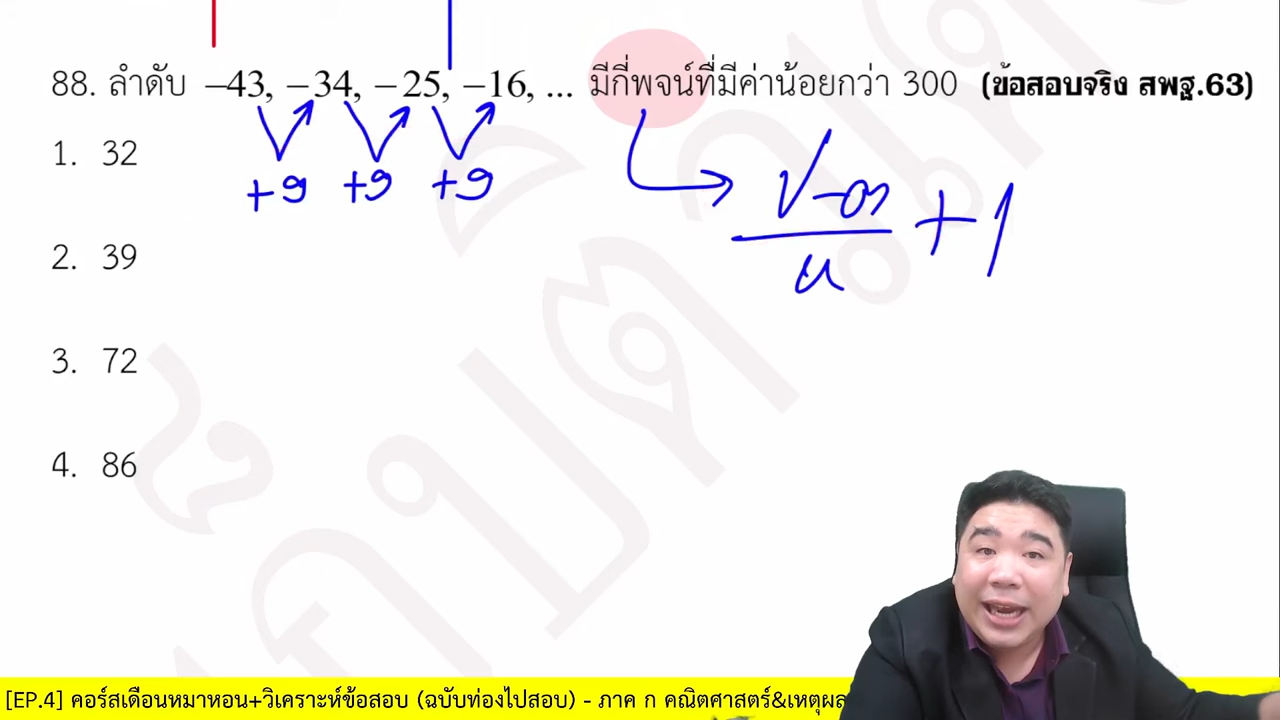 88. ลำดับ –43, –34, –25, –16, ... มีกี่พจน์ที่มีค่าน้อยกว่า 300 (ข้อสอบจริง สพฐ.63)
+9 +9 +9
1. 32
ป-ต
ห
+1
2. 39
3. 72
4. 86
[EP.4] คอร์สเดือนหมาหอน+วิเคราะห์ข้อสอบ (ฉบับท่องไปสอบ) - ภาค ก คณิตศาสตร์&เหตุผล